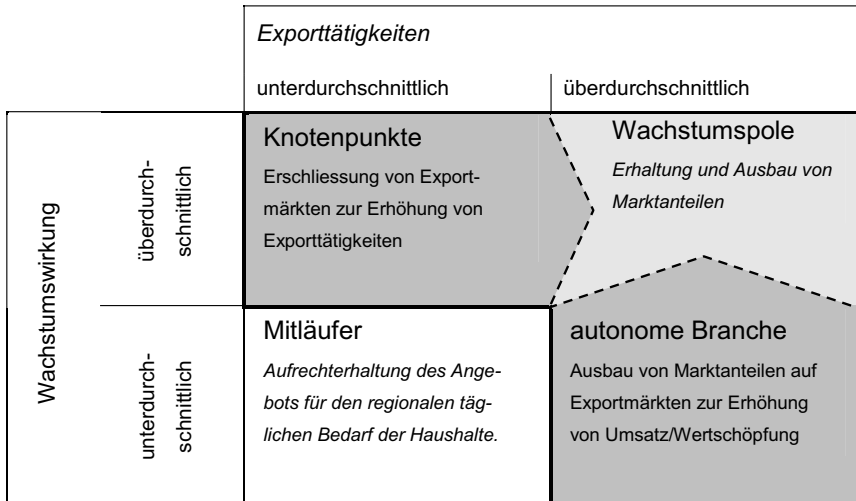 Exporttätigkeiten
unterdurchschnittlich
überdurchschnittlich
Wachstumswirkung
überdurch-
schnittlich
Knotenpunkte
Erschliessung von Export-
märkten zur Erhöhung von
Exporttätigkeiten
Wachstumspole
Erhaltung und Ausbau von
Marktanteilen
unterdurch-
schnittlich
Mitläufer
Aufrechterhaltung des Ange-
bots für den regionalen täg-
lichen Bedarf der Haushalte.
autonome Branche
Ausbau von Marktanteilen auf
Exportmärkten zur Erhöhung
von Umsatz/Wertschöpfung